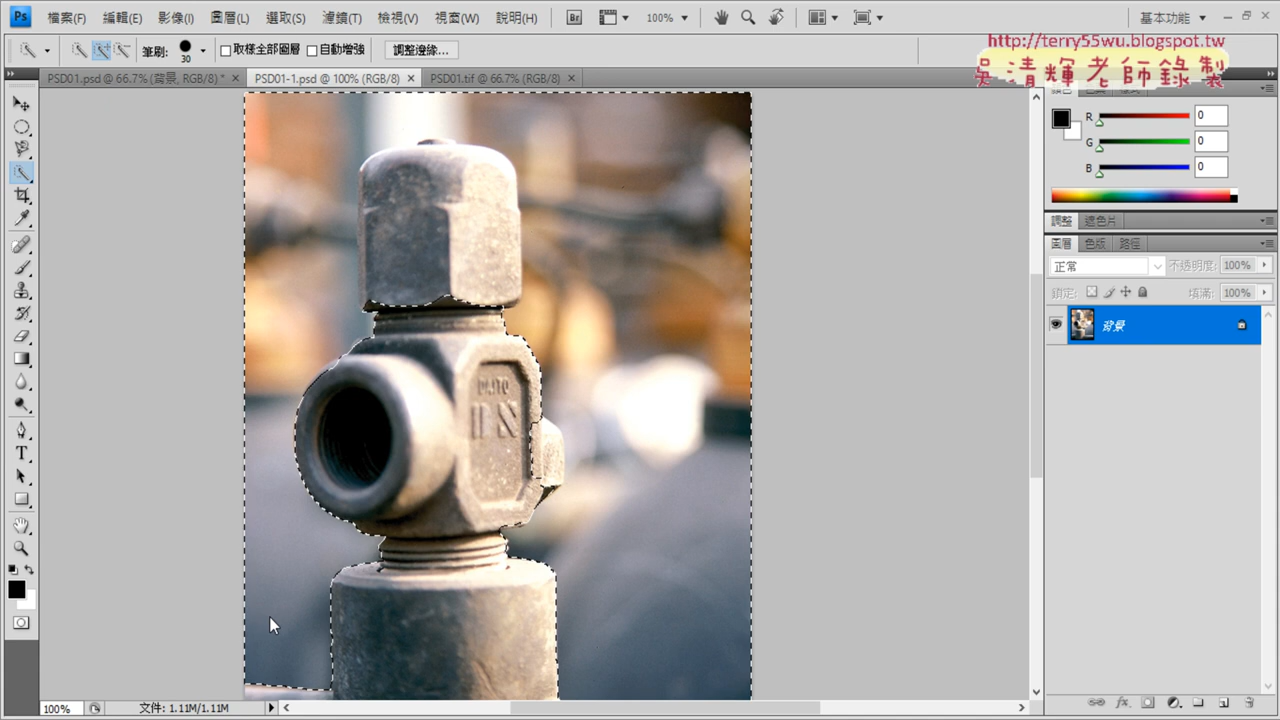 檔案(F) 編輯(E) 影像(I) 圖層(L) 選取(S) 濾鏡(T) 檢視(V) 視窗(W) 說明(H) Br 100% 基本功能
http://terry55wu.blogspot.tw
吳清輝老師錄製
筆刷: 30 取樣全部圖層 自動增強 調整邊緣...
PSD01.psd @ 66.7% (背景, RGB/8) * PSD01-1.psd @ 100% (RGB/8) PSD01.tif @ 66.7% (RGB/8)
R 0
G 0
B 0
調整 遮色片
圖層 色版 路徑
正常 不透明度: 100%
鎖定: 填滿: 100%
背景
DAITO
100% 文件: 1.11M/1.11M